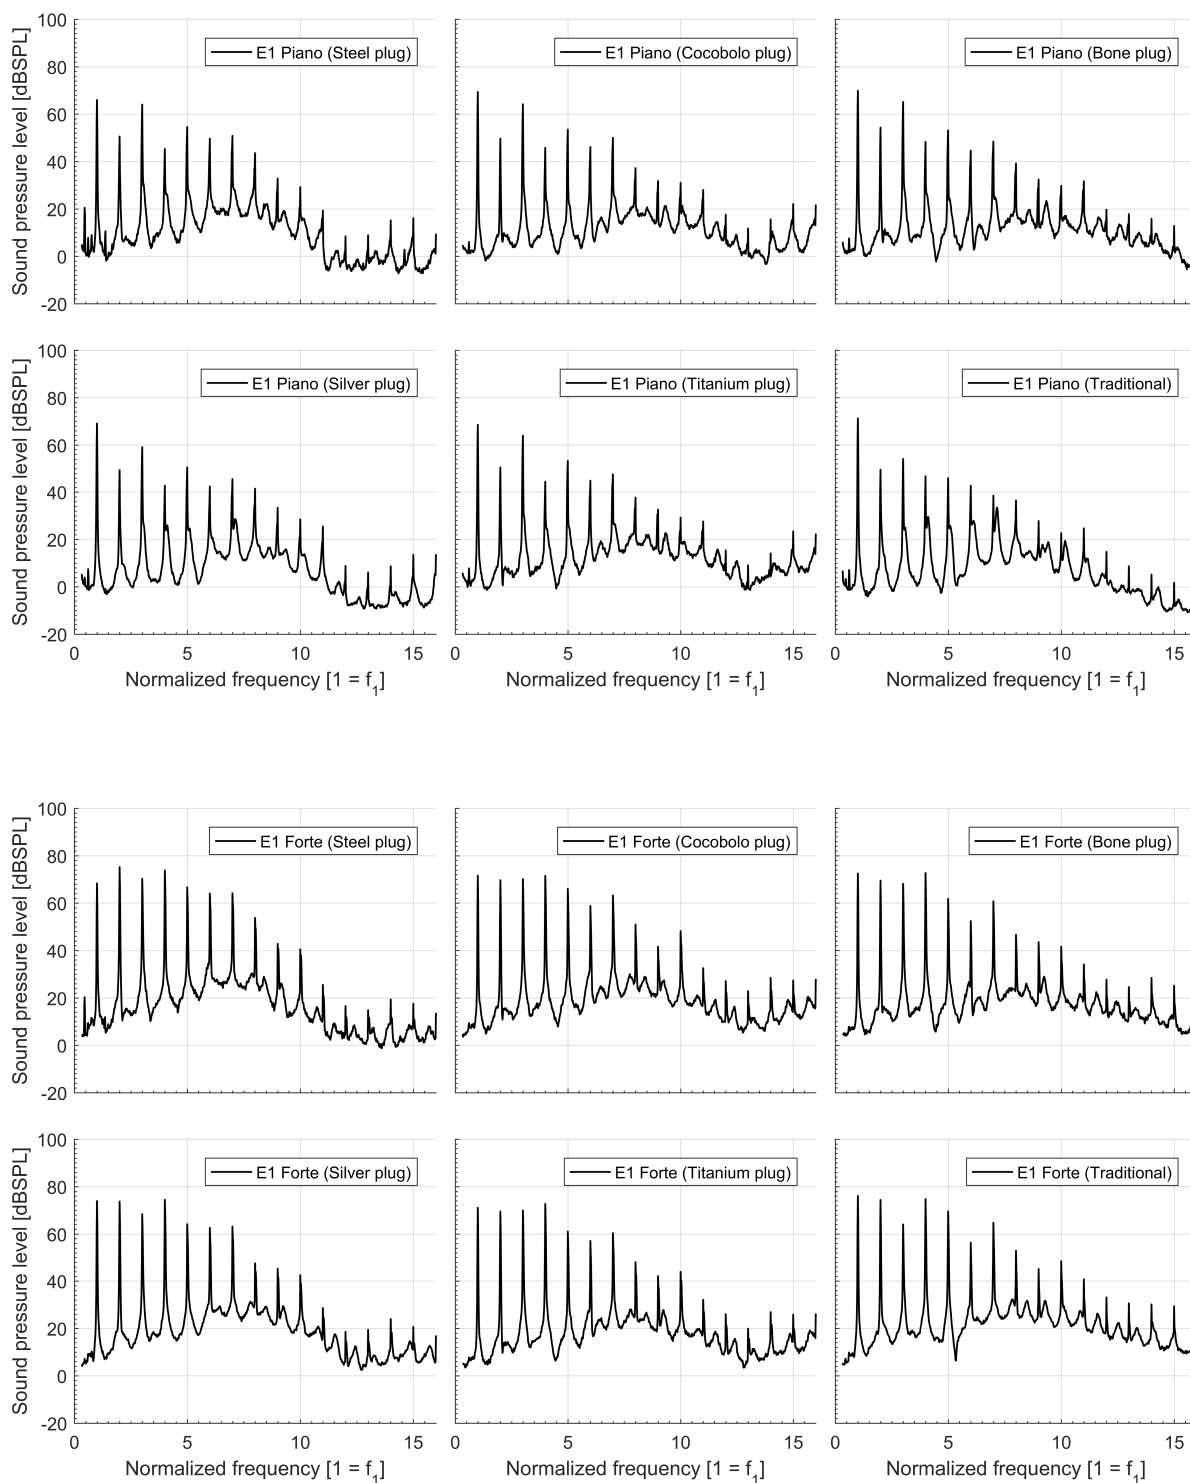 100
80
60
40
20
0
-20
Sound pressure level [dBSPL]
E1 Piano (Steel plug)
E1 Piano (Cocobolo plug)
E1 Piano (Bone plug)
100
80
60
40
20
0
-20
Sound pressure level [dBSPL]
E1 Piano (Silver plug)
E1 Piano (Titanium plug)
E1 Piano (Traditional)
0 5 10 15
0 5 10 15
0 5 10 15
Normalized frequency [1 = f1]
Normalized frequency [1 = f1]
Normalized frequency [1 = f1]
100
80
60
40
20
0
-20
Sound pressure level [dBSPL]
E1 Forte (Steel plug)
E1 Forte (Cocobolo plug)
E1 Forte (Bone plug)
100
80
60
40
20
0
-20
Sound pressure level [dBSPL]
E1 Forte (Silver plug)
E1 Forte (Titanium plug)
E1 Forte (Traditional)
0 5 10 15
0 5 10 15
0 5 10 15
Normalized frequency [1 = f1]
Normalized frequency [1 = f1]
Normalized frequency [1 = f1]